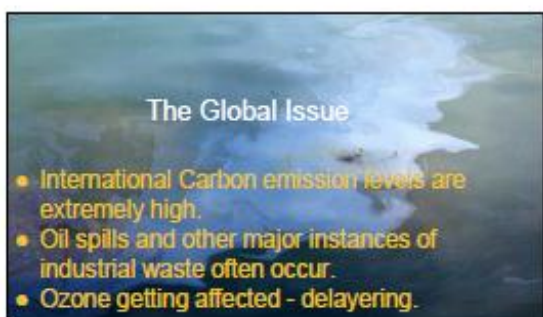 The Global Issue
● International Carbon emission levels are
extremely high.
● Oil spills and other major instances of
industrial waste often occur.
● Ozone getting affected - delayering.